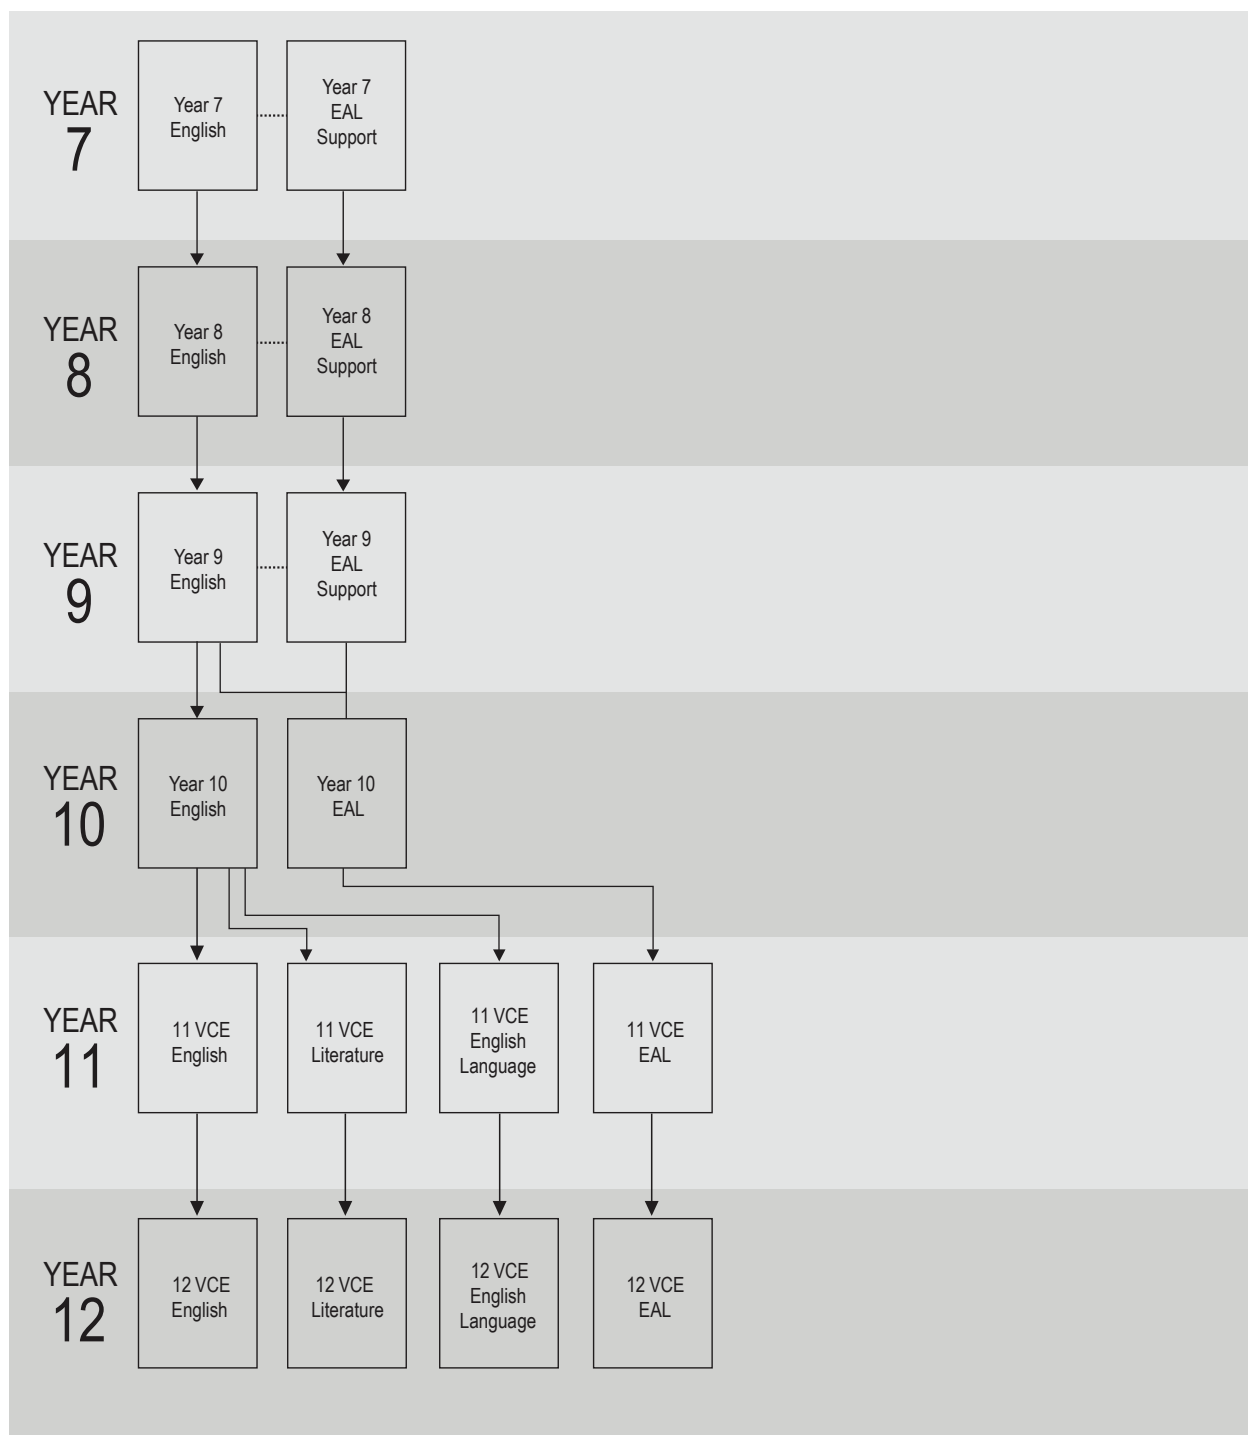 YEAR
7
Year 7
English
Year 7
EAL
Support
YEAR
8
Year 8
English
Year 8
EAL
Support
YEAR
9
Year 9
English
Year 9
EAL
Support
YEAR
10
Year 10
English
Year 10
EAL
YEAR
11
11 VCE
English
11 VCE
Literature
11 VCE
English
Language
11 VCE
EAL
YEAR
12
12 VCE
English
12 VCE
Literature
12 VCE
English
Language
12 VCE
EAL